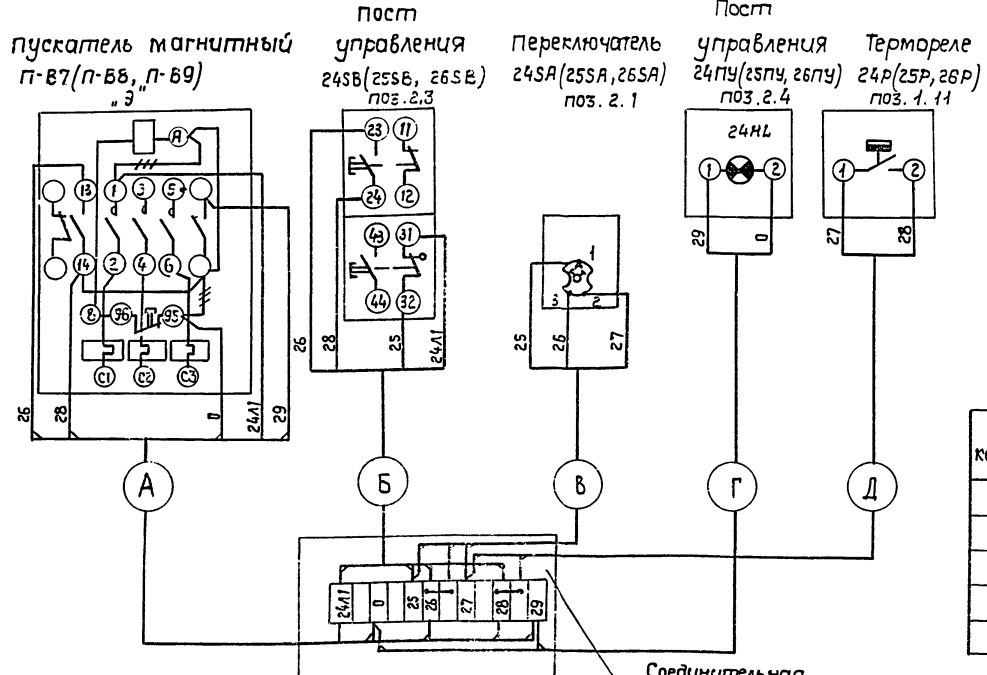 пускатель магнитный
П-В7(П-В8, П-В9)
„Э"
пост
управления
24SB(25SB, 26SB)
поз.2.3
Переключатель
24SA(25SA,26SA)
поз. 2.1
Пост
управления
24ПУ(25ПУ, 26ПУ)
поз.2.4
Термореле
24Р(25Р, 26Р)
поз. 1. 11
А
13 1 3 5
14 2 4 6
2 96 95
С1 С2 С3
26 28 0 24Л1 29
23 11
24 12
43 31
44 32
26 28 25 24Л1
1
3 2
25 26 27
24HL
1 2
29 0
1 2
27 28
А Б В Г Д
24Л1 0 25 26 27 28 29
Соединительная